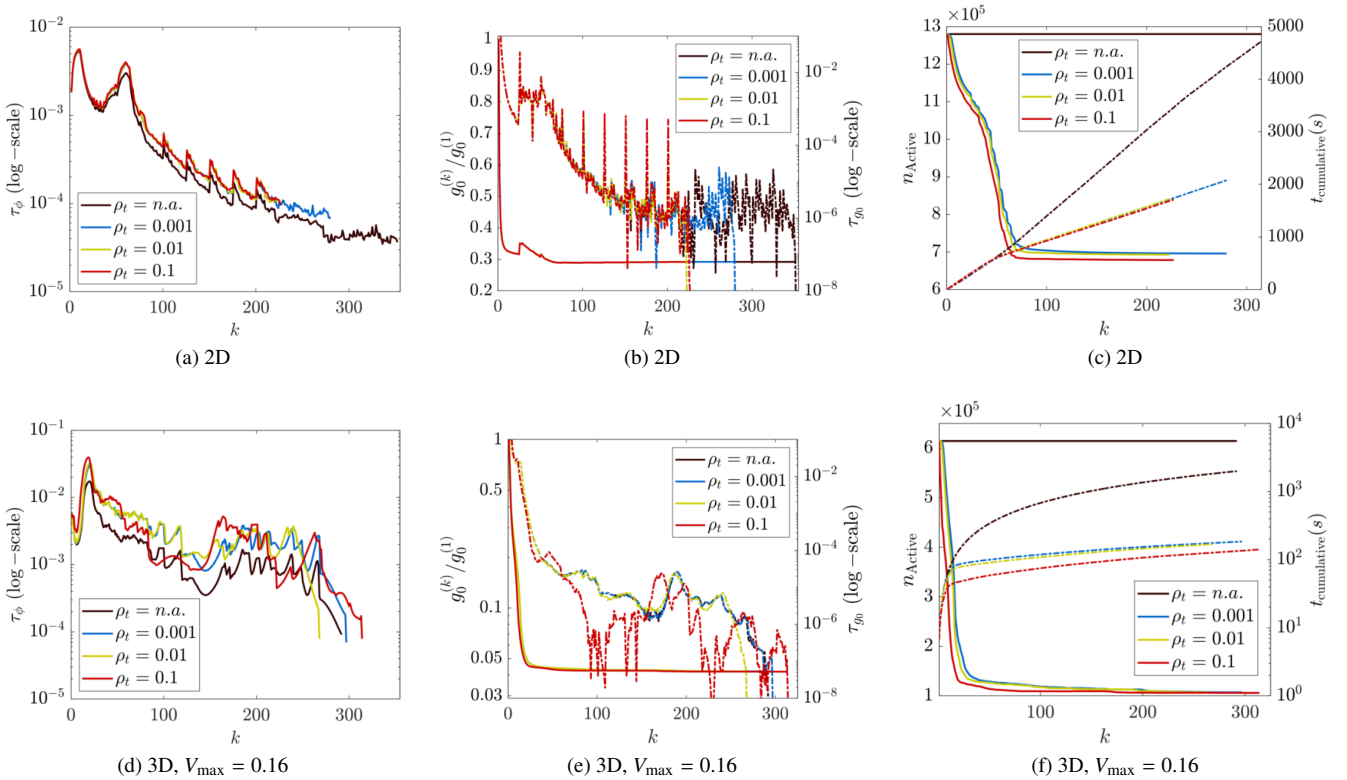 10^{-2}
10^{-3}
10^{-4}
10^{-5}
τ_ϕ (log−scale)
ρ_t = n.a.
ρ_t = 0.001
ρ_t = 0.01
ρ_t = 0.1
0 100 200 300
k
(a) 2D
1
0.9
0.8
0.7
0.6
0.5
0.4
0.3
0.2
g_0^{(k)}/g_0^{(1)}
ρ_t = n.a.
ρ_t = 0.001
ρ_t = 0.01
ρ_t = 0.1
10^{-2}
10^{-4}
10^{-6}
10^{-8}
τ_{g_0} (log−scale)
0 100 200 300
k
(b) 2D
×10^5
13
12
11
10
9
8
7
6
n_Active
ρ_t = n.a.
ρ_t = 0.001
ρ_t = 0.01
ρ_t = 0.1
5000
4000
3000
2000
1000
0
t_cumulative(s)
0 100 200 300
k
(c) 2D
10^{-1}
10^{-2}
10^{-3}
10^{-4}
10^{-5}
τ_ϕ (log−scale)
ρ_t = n.a.
ρ_t = 0.001
ρ_t = 0.01
ρ_t = 0.1
0 100 200 300
k
(d) 3D, V_max = 0.16
1
0.5
0.1
0.05
0.03
g_0^{(k)}/g_0^{(1)}
ρ_t = n.a.
ρ_t = 0.001
ρ_t = 0.01
ρ_t = 0.1
10^{-2}
10^{-4}
10^{-6}
10^{-8}
τ_{g_0} (log−scale)
0 100 200 300
k
(e) 3D, V_max = 0.16
×10^5
6
5
4
3
2
1
n_Active
ρ_t = n.a.
ρ_t = 0.001
ρ_t = 0.01
ρ_t = 0.1
10^4
10^3
10^2
10^1
10^0
t_cumulative(s)
0 100 200 300
k
(f) 3D, V_max = 0.16